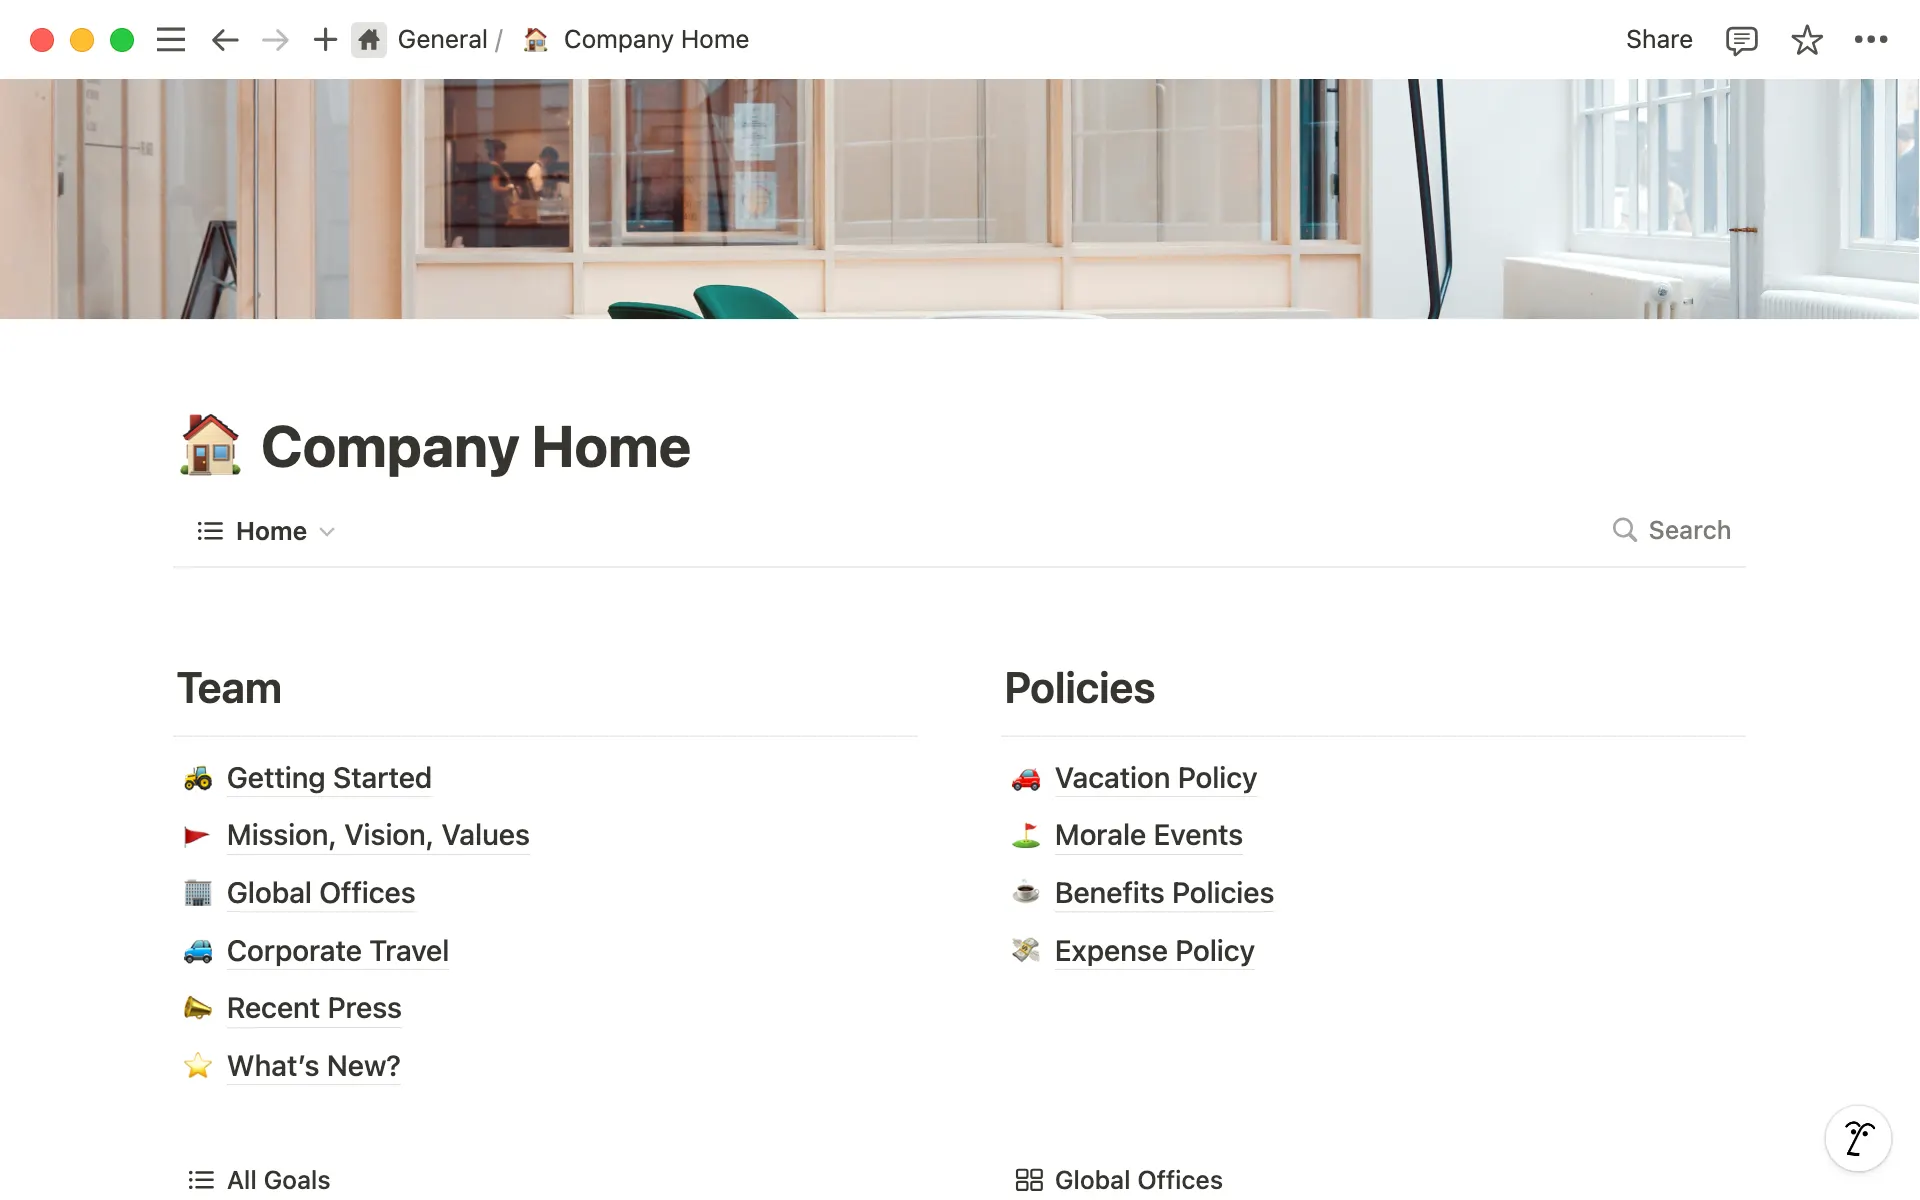 General / Company Home
Share
Company Home
Home
Search
Team
Getting Started
Mission, Vision, Values
Global Offices
Corporate Travel
Recent Press
What’s New?
All Goals
Policies
Vacation Policy
Morale Events
Benefits Policies
Expense Policy
Global Offices